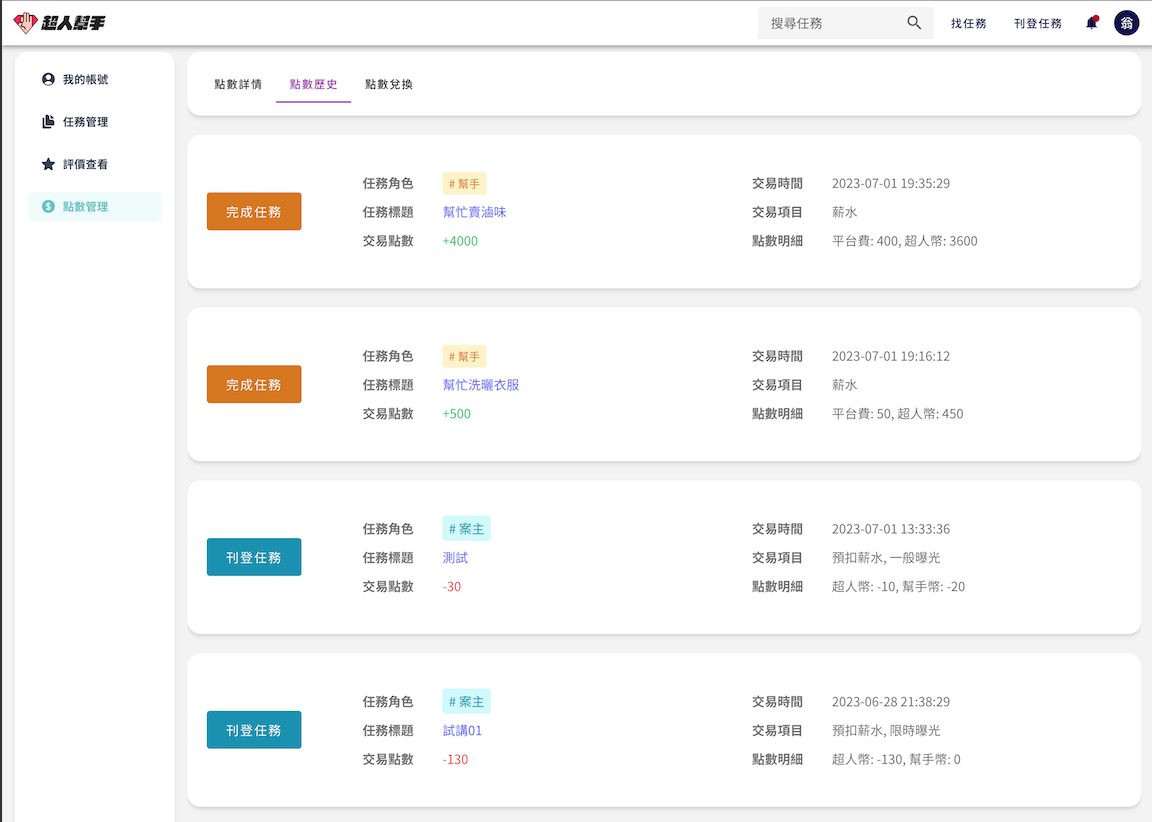 超人幫手
搜尋任務
找任務
刊登任務
翁
我的帳號
任務管理
評價查看
點數管理
點數詳情
點數歷史
點數兌換
完成任務
任務角色 # 幫手
任務標題 幫忙賣滷味
交易點數 +4000
交易時間 2023-07-01 19:35:29
交易項目 薪水
點數明細 平台費: 400, 超人幣: 3600
完成任務
任務角色 # 幫手
任務標題 幫忙洗曬衣服
交易點數 +500
交易時間 2023-07-01 19:16:12
交易項目 薪水
點數明細 平台費: 50, 超人幣: 450
刊登任務
任務角色 # 案主
任務標題 測試
交易點數 -30
交易時間 2023-07-01 13:33:36
交易項目 預扣薪水, 一般曝光
點數明細 超人幣: -10, 幫手幣: -20
刊登任務
任務角色 # 案主
任務標題 試講01
交易點數 -130
交易時間 2023-06-28 21:38:29
交易項目 預扣薪水, 限時曝光
點數明細 超人幣: -130, 幫手幣: 0